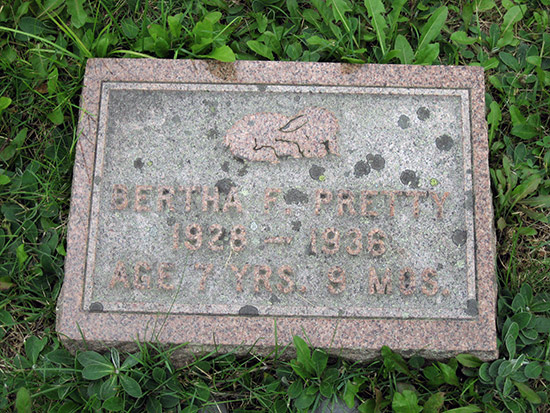 BERTHA P. PRETTY
1928 — 1936
AGE 7 YRS. 9 MOS.